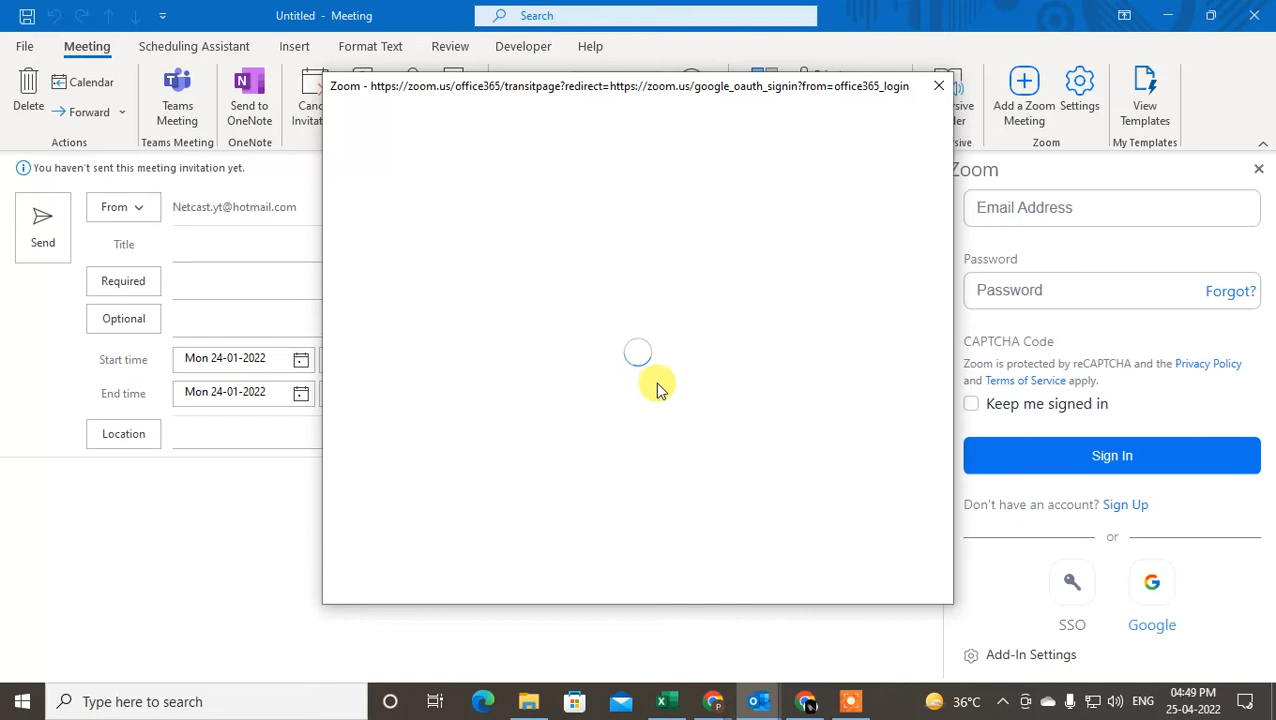 Untitled - Meeting
Search
File
Meeting
Scheduling Assistant
Insert
Format Text
Review
Developer
Help
Delete
Calendar
Forward
Teams
Meeting
Send to
OneNote
Add a Zoom
Meeting
Settings
View
Templates
Actions
Teams Meeting
OneNote
Zoom
My Templates
Zoom - https://zoom.us/office365/transitpage?redirect=https://zoom.us/google_oauth_signin?from=office365_login
You haven't sent this meeting invitation yet.
Send
From
Netcast.yt@hotmail.com
Title
Required
Optional
Start time
Mon 24-01-2022
End time
Mon 24-01-2022
Location
Zoom
Email Address
Password
Password
Forgot?
CAPTCHA Code
Zoom is protected by reCAPTCHA and the Privacy Policy
and Terms of Service apply.
Keep me signed in
Sign In
Don't have an account? Sign Up
or
SSO
Google
Add-In Settings
Type here to search
36°C
ENG
04:49 PM
25-04-2022